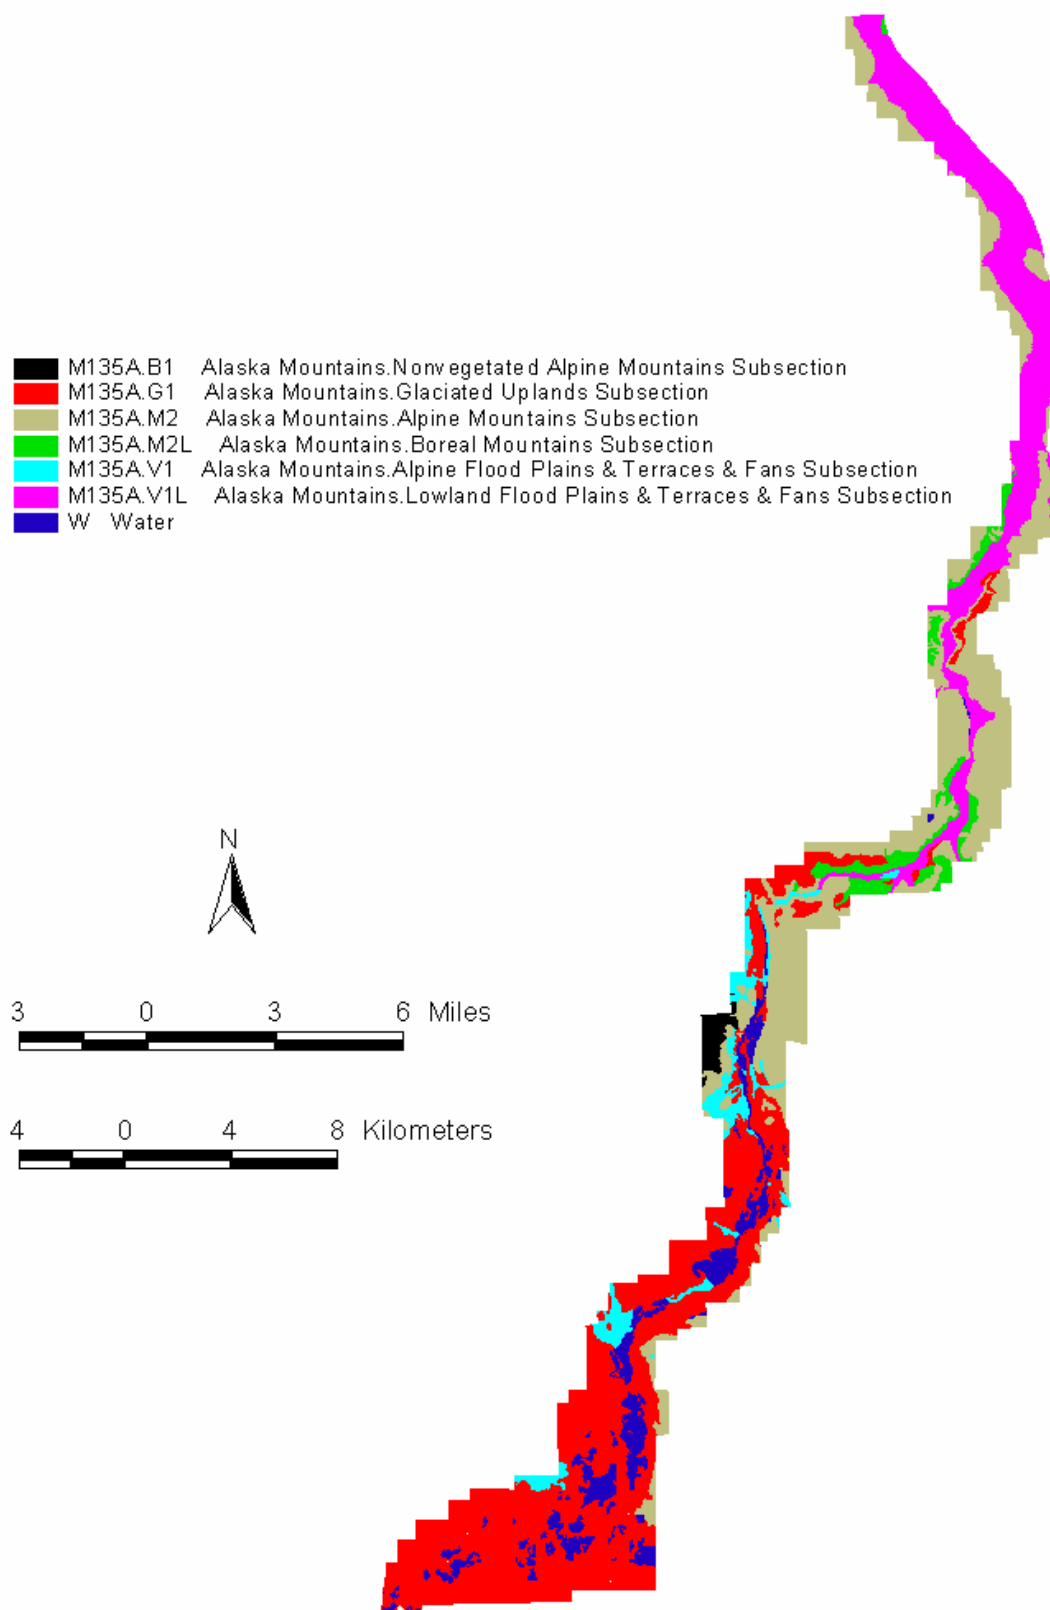 M135A.B1 Alaska Mountains.Nonvegetated Alpine Mountains Subsection
M135A.G1 Alaska Mountains.Glaciated Uplands Subsection
M135A.M2 Alaska Mountains.Alpine Mountains Subsection
M135A.M2L Alaska Mountains.Boreal Mountains Subsection
M135A.V1 Alaska Mountains.Alpine Flood Plains & Terraces & Fans Subsection
M135A.V1L Alaska Mountains.Lowland Flood Plains & Terraces & Fans Subsection
W Water
N
3 0 3 6 Miles
4 0 4 8 Kilometers